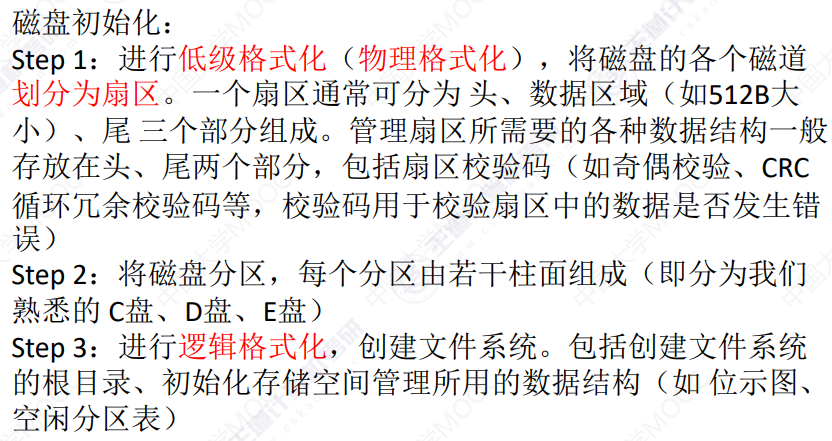 磁盘初始化：
Step 1：进行低级格式化（物理格式化），将磁盘的各个磁道
划分为扇区。一个扇区通常可分为 头、数据区域（如512B大
小）、尾 三个部分组成。管理扇区所需要的各种数据结构一般
存放在头、尾两个部分，包括扇区校验码（如奇偶校验、CRC
循环冗余校验码等，校验码用于校验扇区中的数据是否发生错
误）
Step 2：将磁盘分区，每个分区由若干柱面组成（即分为我们
熟悉的 C盘、D盘、E盘）
Step 3：进行逻辑格式化，创建文件系统。包括创建文件系统
的根目录、初始化存储空间管理所用的数据结构（如 位示图、
空闲分区表）